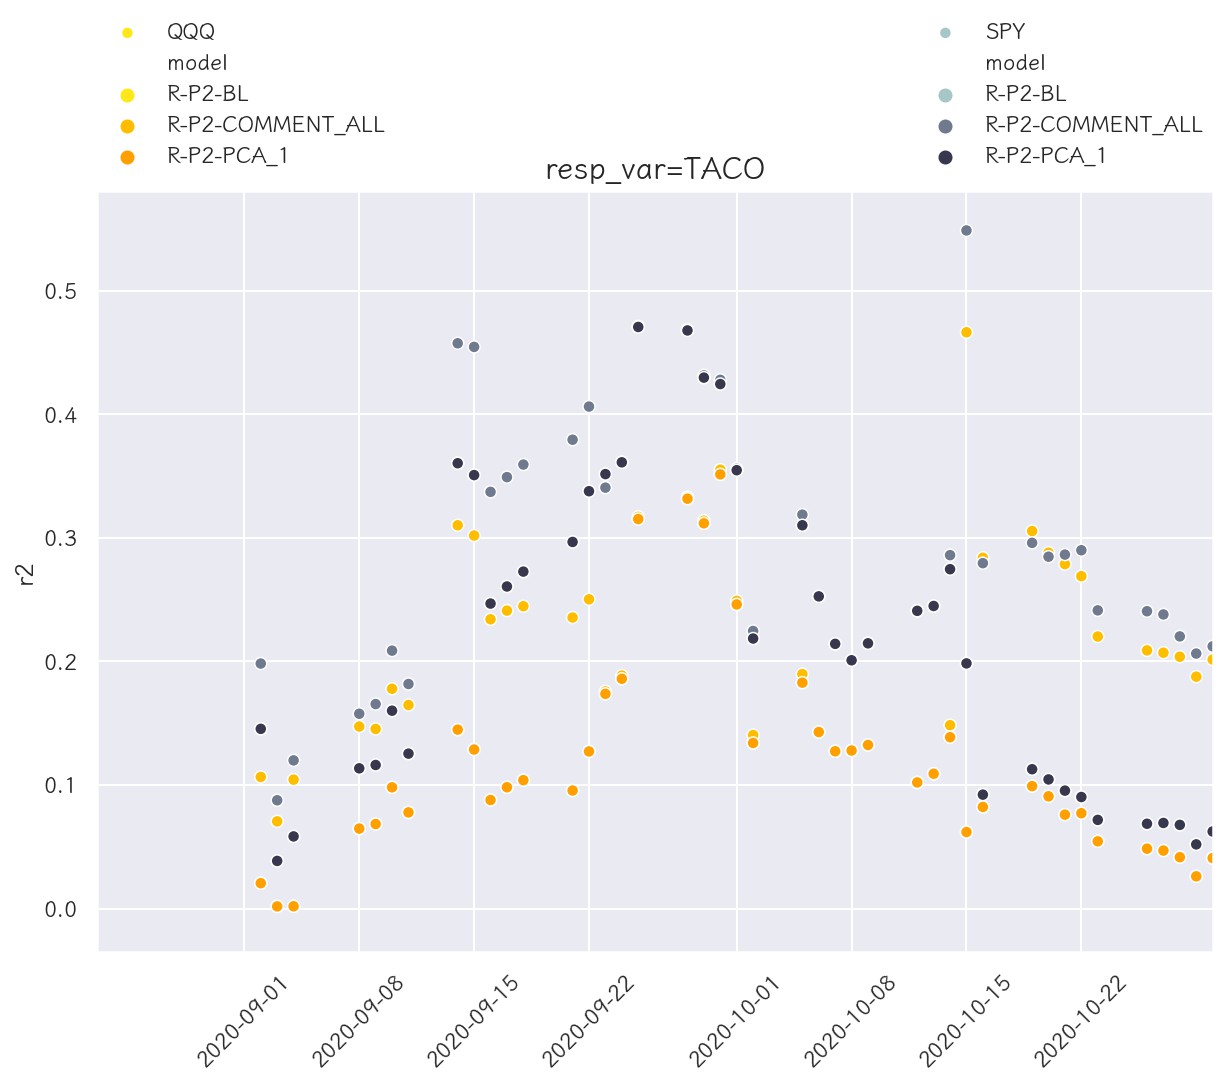 QQQ
model
R-P2-BL
R-P2-COMMENT_ALL
R-P2-PCA_1
SPY
model
R-P2-BL
R-P2-COMMENT_ALL
R-P2-PCA_1
resp_var=TACO
r2
0.5
0.4
0.3
0.2
0.1
0.0
2020-09-01
2020-09-08
2020-09-15
2020-09-22
2020-10-01
2020-10-08
2020-10-15
2020-10-22